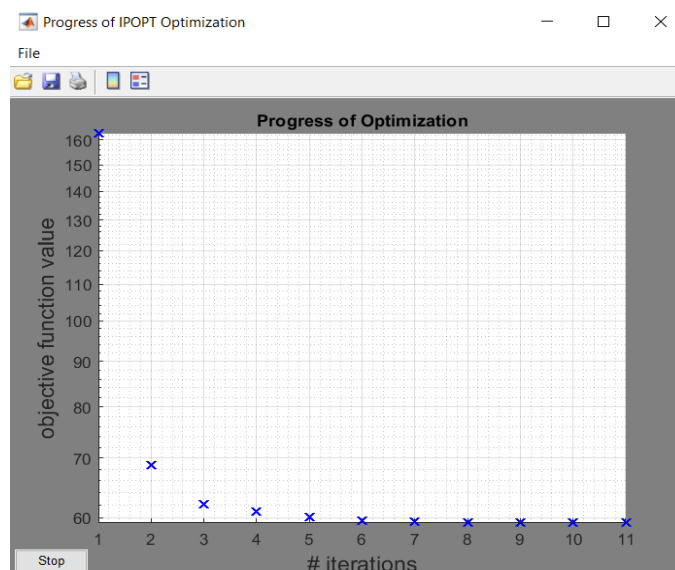 Progress of IPOPT Optimization
File
Progress of Optimization
160
150
140
130
120
110
100
90
80
70
60
objective function value
1 2 3 4 5 6 7 8 9 10 11
# iterations
Stop